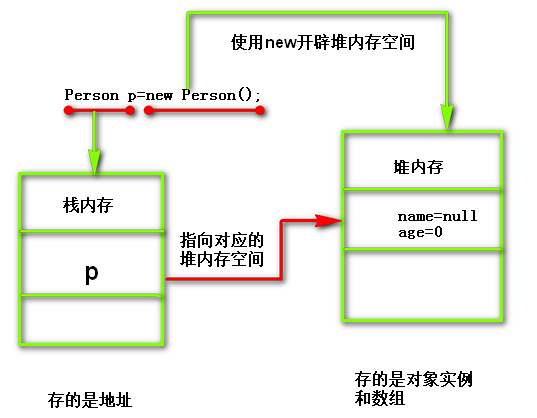 使用new开辟堆内存空间
Person p=new Person();
堆内存
栈内存
name=null
age=0
指向对应的
堆内存空间
p
存的是对象实例
和数组
存的是地址